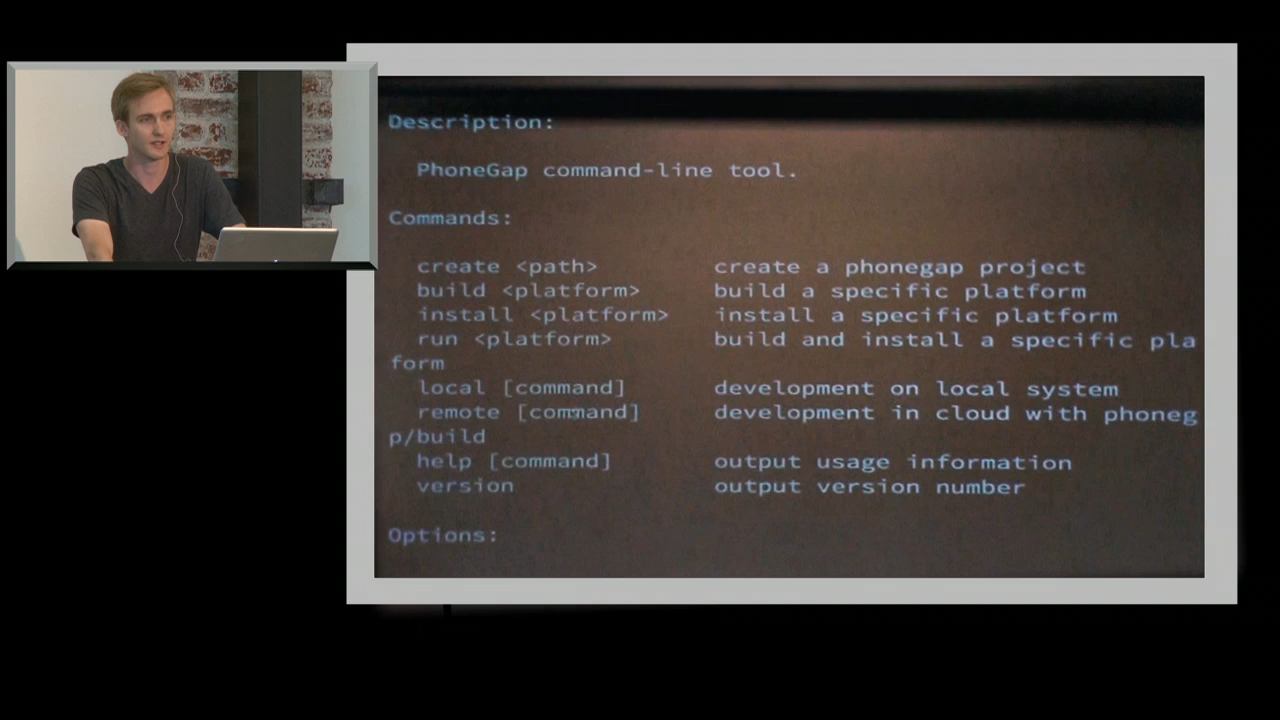 Description:
PhoneGap command-line tool.
Commands:
create <path> create a phonegap project
build <platform> build a specific platform
install <platform> install a specific platform
run <platform> build and install a specific pla
form
local [command] development on local system
remote [command] development in cloud with phoneg
p/build
help [command] output usage information
version output version number
Options: